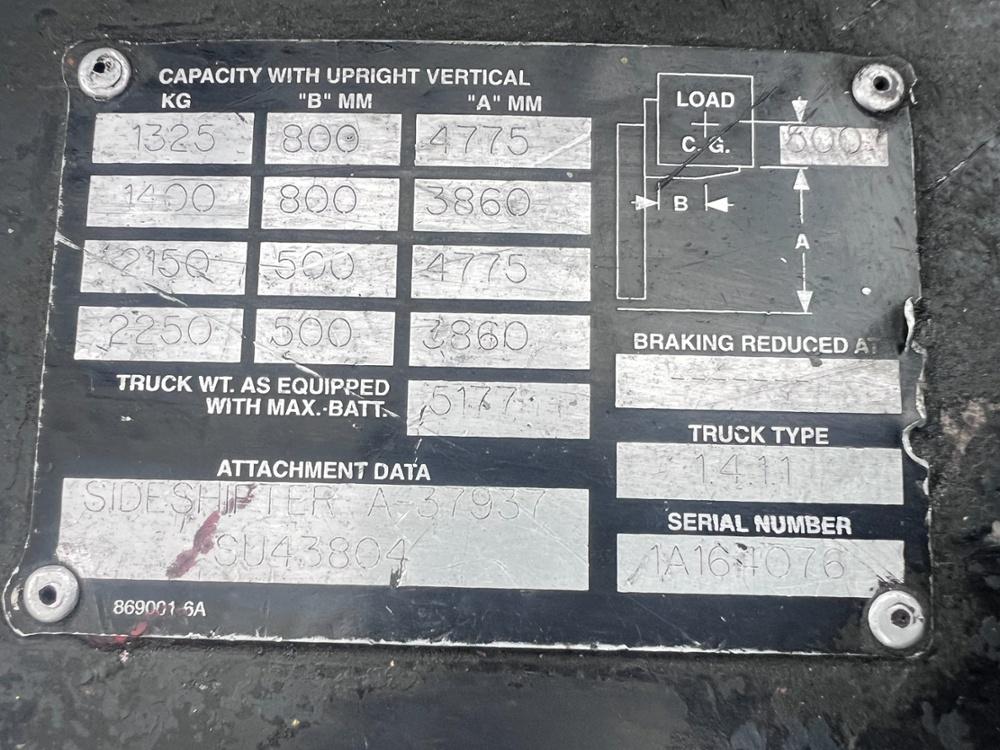 CAPACITY WITH UPRIGHT VERTICAL
KG "B" MM "A" MM
1325 800 4775
1400 800 3860
2150 500 4775
2250 500 3860
TRUCK WT. AS EQUIPPED
WITH MAX. BATT. 5177
ATTACHMENT DATA
SIDESHIFTER A-37937
SU43804
869001 6A
LOAD
C. G.
B
A
BRAKING REDUCED AT
-------
TRUCK TYPE
1.4.11
SERIAL NUMBER